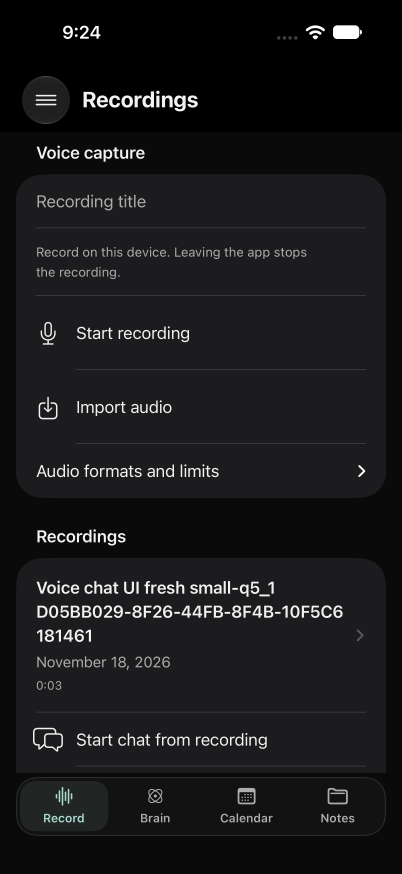 9:24
Recordings
Voice capture
Recording title
Record on this device. Leaving the app stops
the recording.
Start recording
Import audio
Audio formats and limits
Recordings
Voice chat UI fresh small-q5_1
D05BB029-8F26-44FB-8F4B-10F5C6
181461
November 18, 2026
0:03
Start chat from recording
Record Brain Calendar Notes